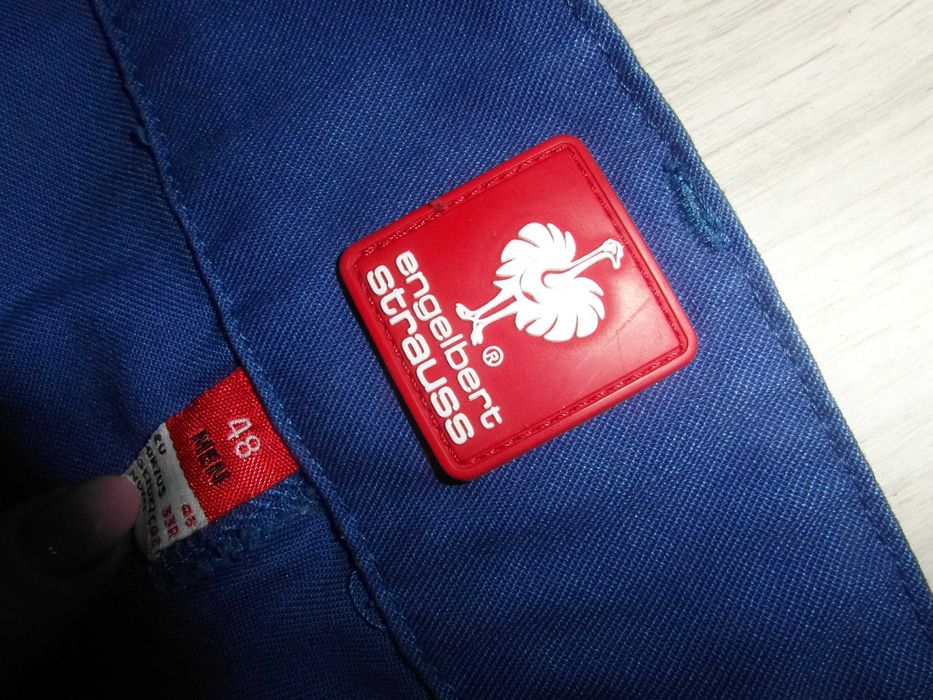 engelbert
strauss
®
48
MEN